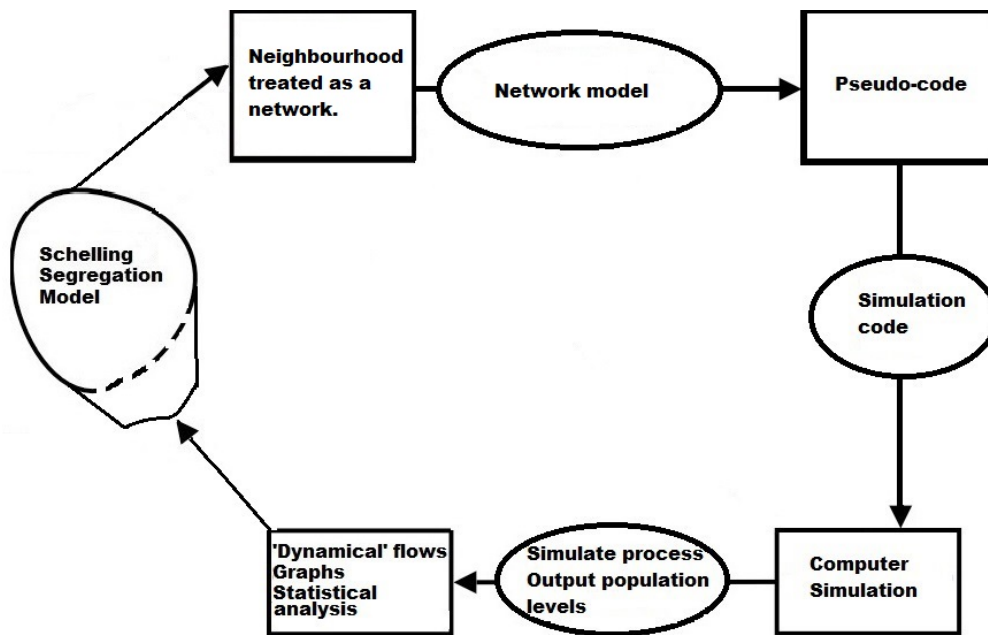 Neighbourhood
treated as a
network.
Network model
Pseudo-code
Schelling
Segregation
Model
Simulation
code
'Dynamical' flows
Graphs
Statistical
analysis
Simulate process
Output population
levels
Computer
Simulation